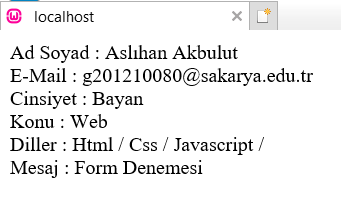 localhost
Ad Soyad : Aslıhan Akbulut
E-Mail : g201210080@sakarya.edu.tr
Cinsiyet : Bayan
Konu : Web
Diller : Html / Css / Javascript /
Mesaj : Form Denemesi